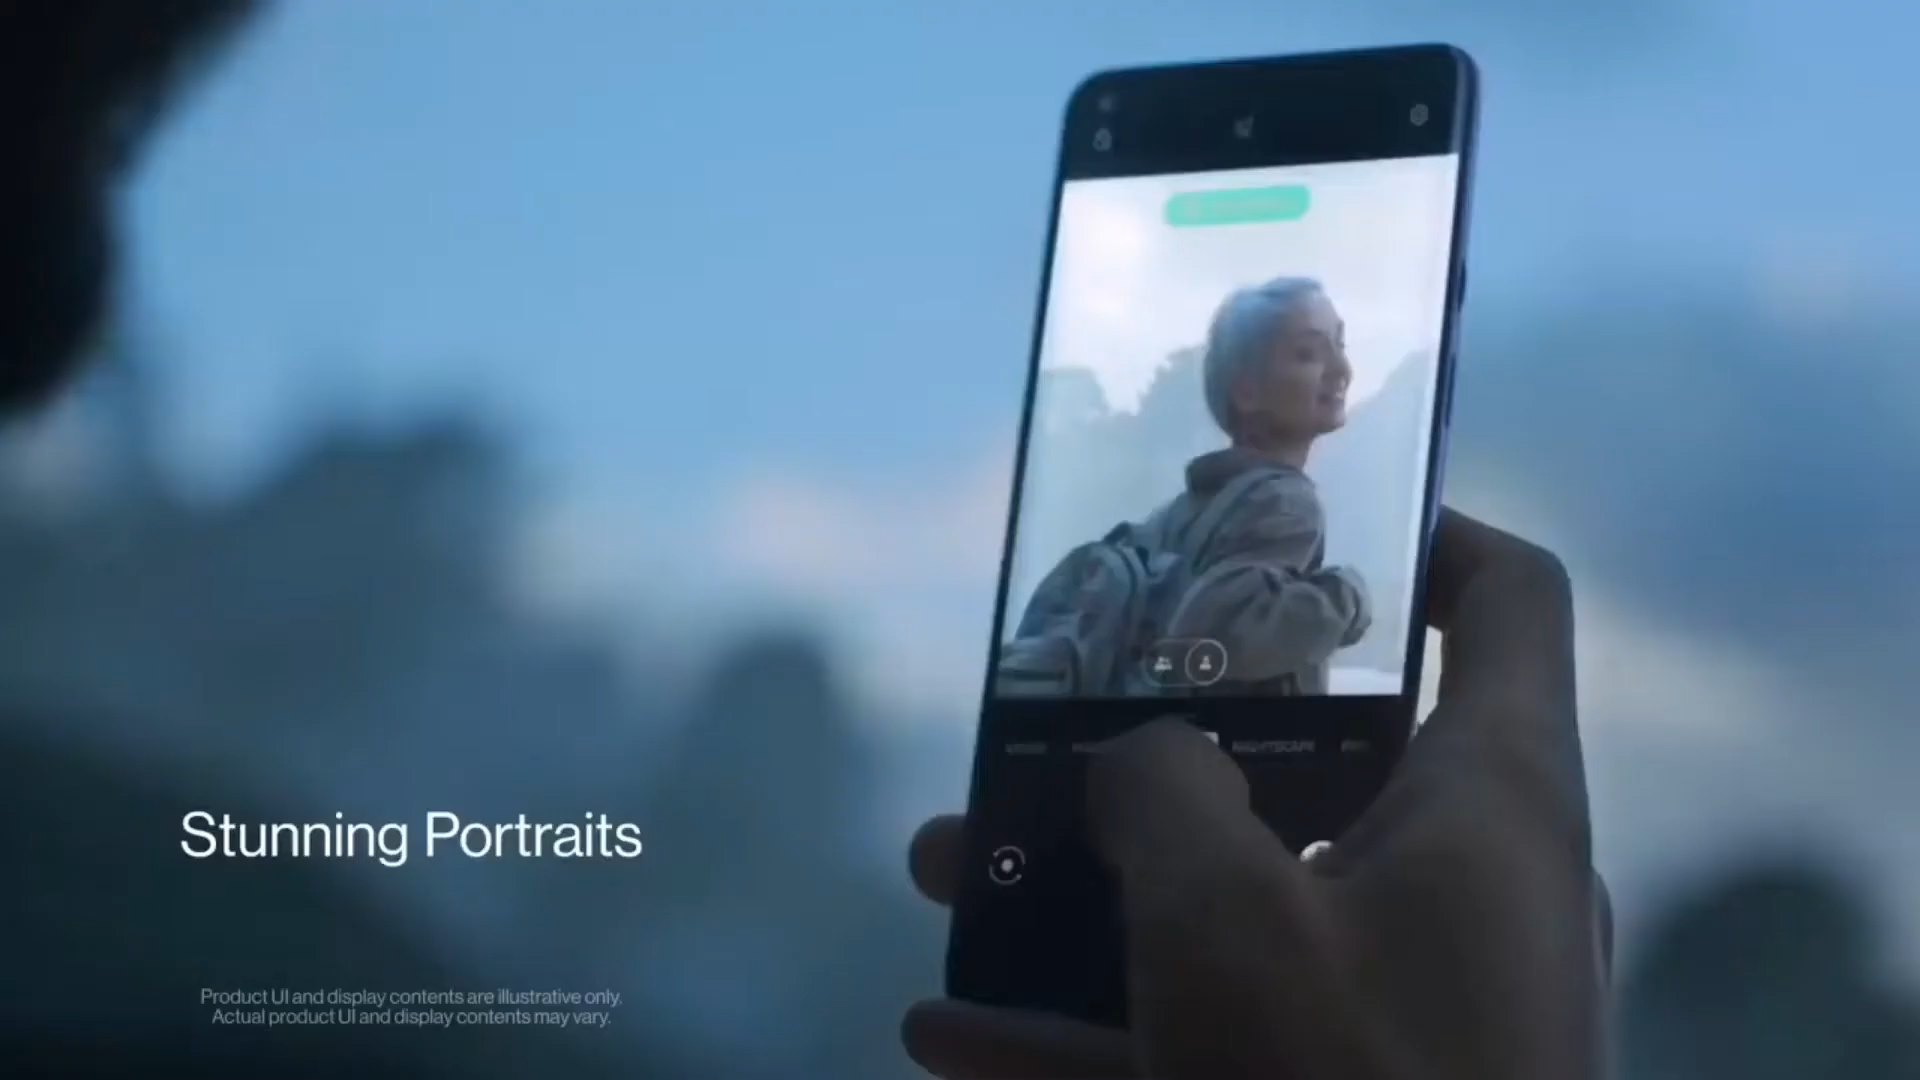 NIGHTSCAPE
Stunning Portraits
Product UI and display contents are illustrative only.
Actual product UI and display contents may vary.